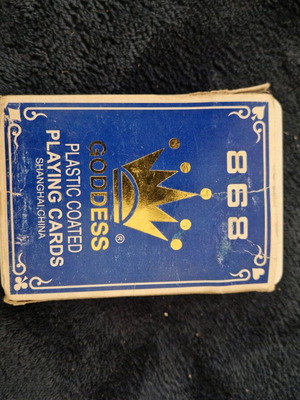 868
®
GODDESS
PLASTIC COATED
PLAYING CARDS
SHANGHAI,CHINA